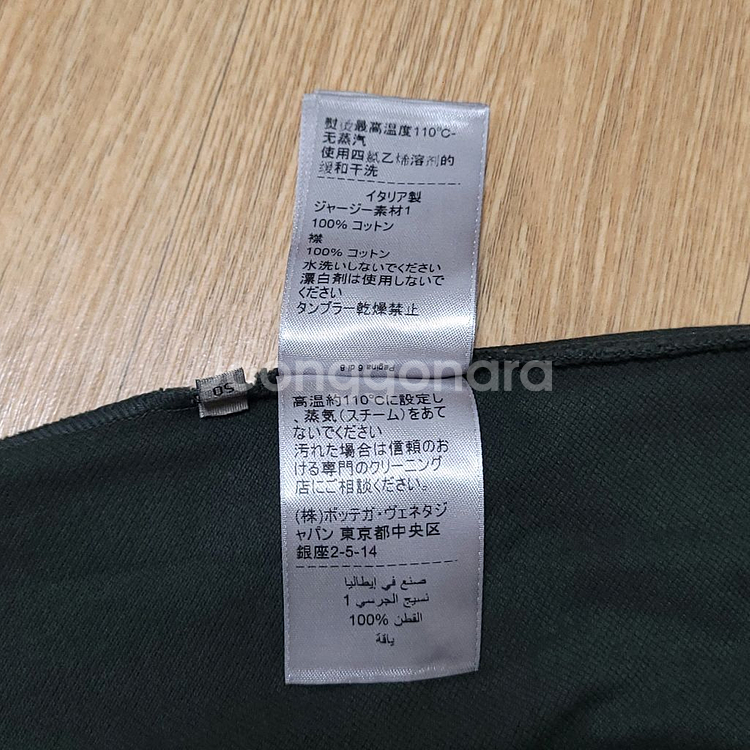 熨烫最高温度110°C-
无蒸汽
使用四氯乙烯溶剂的
缓和干洗
イタリア製
ジャージー素材1
100% コットン
襟
100% コットン
水洗いしないでください
漂白剤は使用しないで
ください
タンブラー乾燥禁止
Pagina 6 di 8
50
joonggonara
高温約110°Cに設定し
、蒸気(スチーム)をあて
ないでください
汚れた場合は信頼のお
ける専門のクリーニング
店にご相談ください。
(株)ボッテガ・ヴェネタジ
ャパン 東京都中央区
銀座2-5-14
صنع في إيطاليا
نسيج الجرسي 1
100% القطن
ياقة